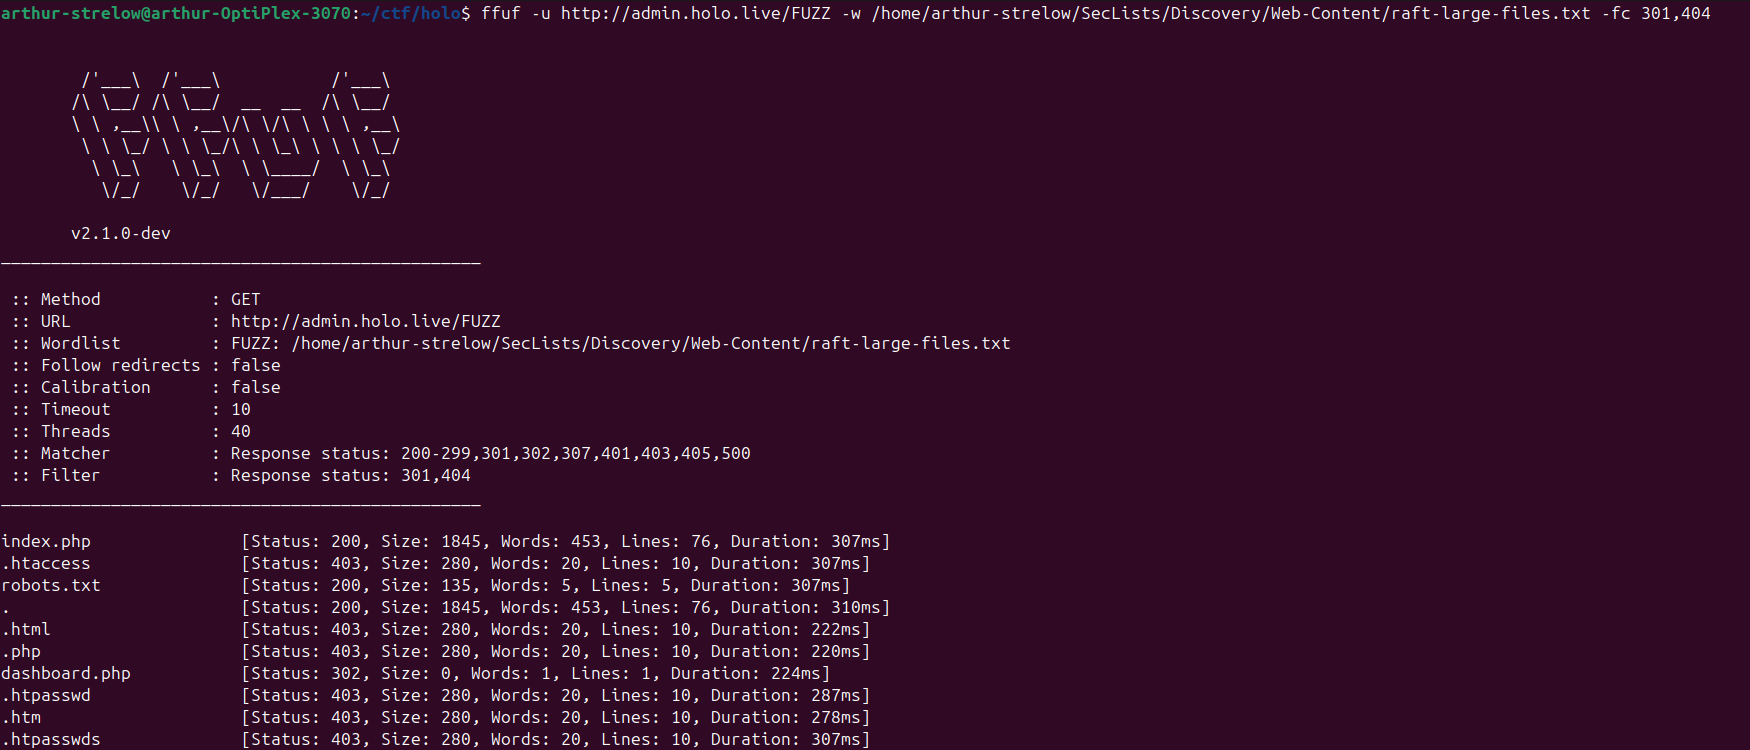 arthur-strelow@arthur-OptiPlex-3070:~/ctf/holo$ ffuf -u http://admin.holo.live/FUZZ -w /home/arthur-strelow/SecLists/Discovery/Web-Content/raft-large-files.txt -fc 301,404
        /'___\  /'___\           /'___\
       /\ \__/ /\ \__/  __  __  /\ \__/
       \ \ ,__\\ \ ,__\/\ \/\ \ \ \ ,__\
        \ \ \_/ \ \ \_/\ \ \_\ \ \ \ \_/
         \ \_\   \ \_\  \ \____/  \ \_\
          \/_/    \/_/   \/___/    \/_/
       v2.1.0-dev
________________________________________________
 :: Method           : GET
 :: URL              : http://admin.holo.live/FUZZ
 :: Wordlist         : FUZZ: /home/arthur-strelow/SecLists/Discovery/Web-Content/raft-large-files.txt
 :: Follow redirects : false
 :: Calibration      : false
 :: Timeout          : 10
 :: Threads          : 40
 :: Matcher          : Response status: 200-299,301,302,307,401,403,405,500
 :: Filter           : Response status: 301,404
________________________________________________
index.php               [Status: 200, Size: 1845, Words: 453, Lines: 76, Duration: 307ms]
.htaccess               [Status: 403, Size: 280, Words: 20, Lines: 10, Duration: 307ms]
robots.txt              [Status: 200, Size: 135, Words: 5, Lines: 5, Duration: 307ms]
.                       [Status: 200, Size: 1845, Words: 453, Lines: 76, Duration: 310ms]
.html                   [Status: 403, Size: 280, Words: 20, Lines: 10, Duration: 222ms]
.php                    [Status: 403, Size: 280, Words: 20, Lines: 10, Duration: 220ms]
dashboard.php           [Status: 302, Size: 0, Words: 1, Lines: 1, Duration: 224ms]
.htpasswd               [Status: 403, Size: 280, Words: 20, Lines: 10, Duration: 287ms]
.htm                    [Status: 403, Size: 280, Words: 20, Lines: 10, Duration: 278ms]
.htpasswds              [Status: 403, Size: 280, Words: 20, Lines: 10, Duration: 307ms]